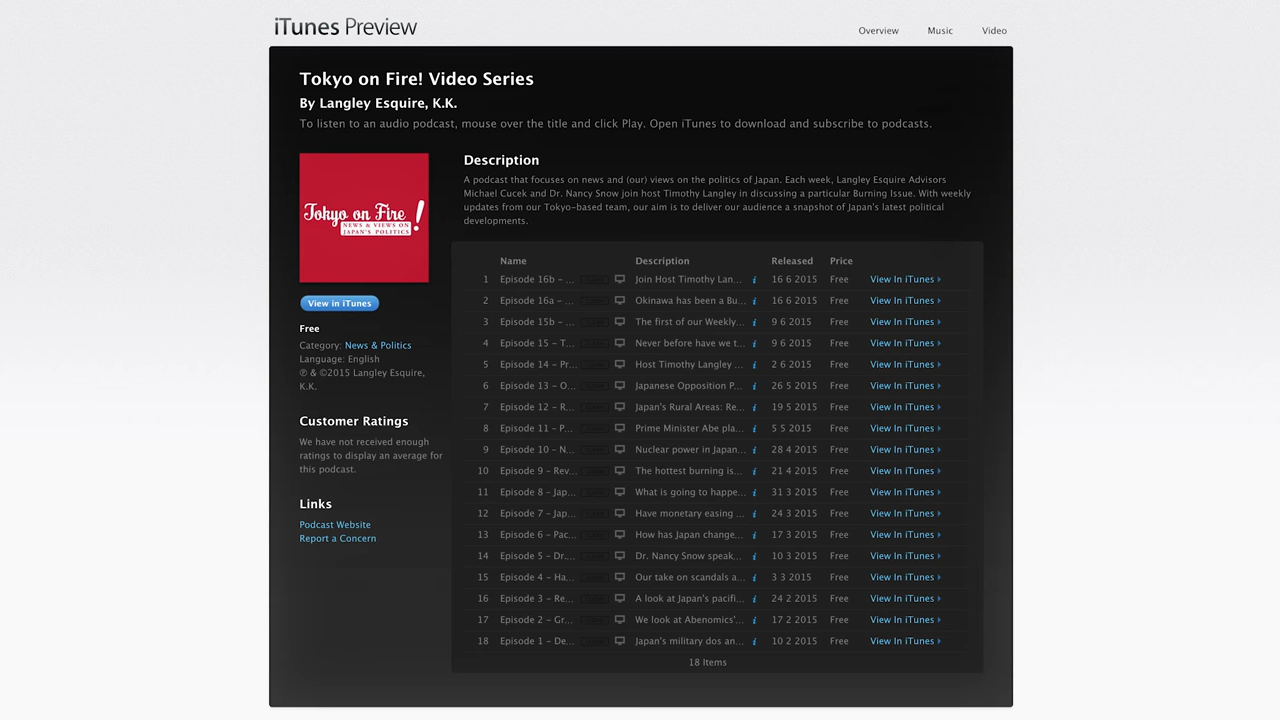 iTunes Preview
Overview Music Video
Tokyo on Fire! Video Series
By Langley Esquire, K.K.
To listen to an audio podcast, mouse over the title and click Play. Open iTunes to download and subscribe to podcasts.
Tokyo on Fire!
NEWS & VIEWS ON
JAPAN'S POLITICS
View in iTunes
Free
Category: News & Politics
Language: English
℗ & ©2015 Langley Esquire,
K.K.
Customer Ratings
We have not received enough
ratings to display an average for
this podcast.
Links
Podcast Website
Report a Concern
Description
A podcast that focuses on news and (our) views on the politics of Japan. Each week, Langley Esquire Advisors
Michael Cucek and Dr. Nancy Snow join host Timothy Langley in discussing a particular Burning Issue. With weekly
updates from our Tokyo-based team, our aim is to deliver our audience a snapshot of Japan's latest political
developments.
Name Description Released Price
1 Episode 16b - ... Join Host Timothy Lan... i 16 6 2015 Free View In iTunes
2 Episode 16a - ... Okinawa has been a Bu... i 16 6 2015 Free View In iTunes
3 Episode 15b - ... The first of our Weekly... i 9 6 2015 Free View In iTunes
4 Episode 15 - T... Never before have we t... i 9 6 2015 Free View In iTunes
5 Episode 14 - Pr... Host Timothy Langley ... i 2 6 2015 Free View In iTunes
6 Episode 13 - O... Japanese Opposition P... i 26 5 2015 Free View In iTunes
7 Episode 12 - R... Japan's Rural Areas: Re... i 19 5 2015 Free View In iTunes
8 Episode 11 - P... Prime Minister Abe pla... i 5 5 2015 Free View In iTunes
9 Episode 10 - N... Nuclear power in Japan... i 28 4 2015 Free View In iTunes
10 Episode 9 - Rev... The hottest burning is... i 21 4 2015 Free View In iTunes
11 Episode 8 - Jap... What is going to happe... i 31 3 2015 Free View In iTunes
12 Episode 7 - Jap... Have monetary easing ... i 24 3 2015 Free View In iTunes
13 Episode 6 - Pac... How has Japan change... i 17 3 2015 Free View In iTunes
14 Episode 5 - Dr.... Dr. Nancy Snow speak... i 10 3 2015 Free View In iTunes
15 Episode 4 - Ha... Our take on scandals a... i 3 3 2015 Free View In iTunes
16 Episode 3 - Re... A look at Japan's pacifi... i 24 2 2015 Free View In iTunes
17 Episode 2 - Gr... We look at Abenomics'... i 17 2 2015 Free View In iTunes
18 Episode 1 - De... Japan's military dos an... i 10 2 2015 Free View In iTunes
18 Items